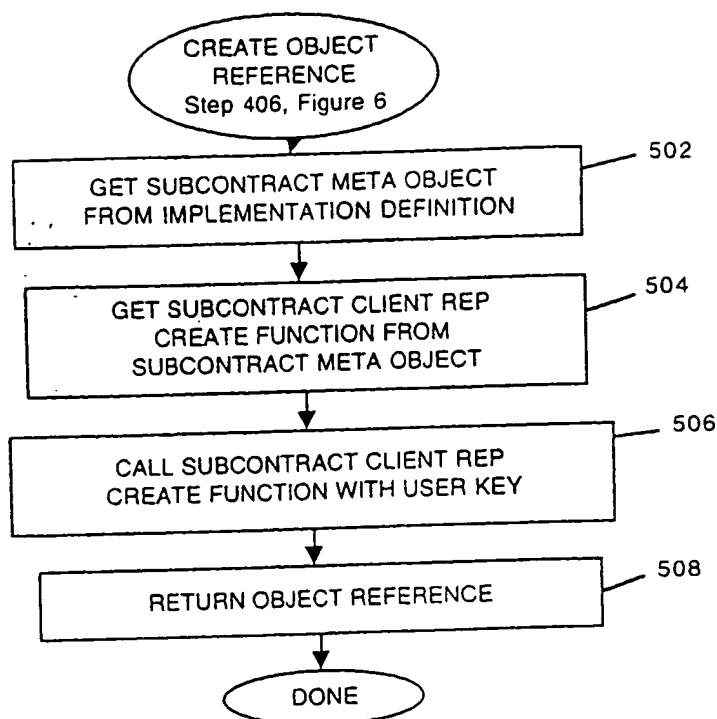 CREATE OBJECT
REFERENCE
Step 406, Figure 6
502
GET SUBCONTRACT META OBJECT
FROM IMPLEMENTATION DEFINITION
504
GET SUBCONTRACT CLIENT REP
CREATE FUNCTION FROM
SUBCONTRACT META OBJECT
506
CALL SUBCONTRACT CLIENT REP
CREATE FUNCTION WITH USER KEY
508
RETURN OBJECT REFERENCE
DONE